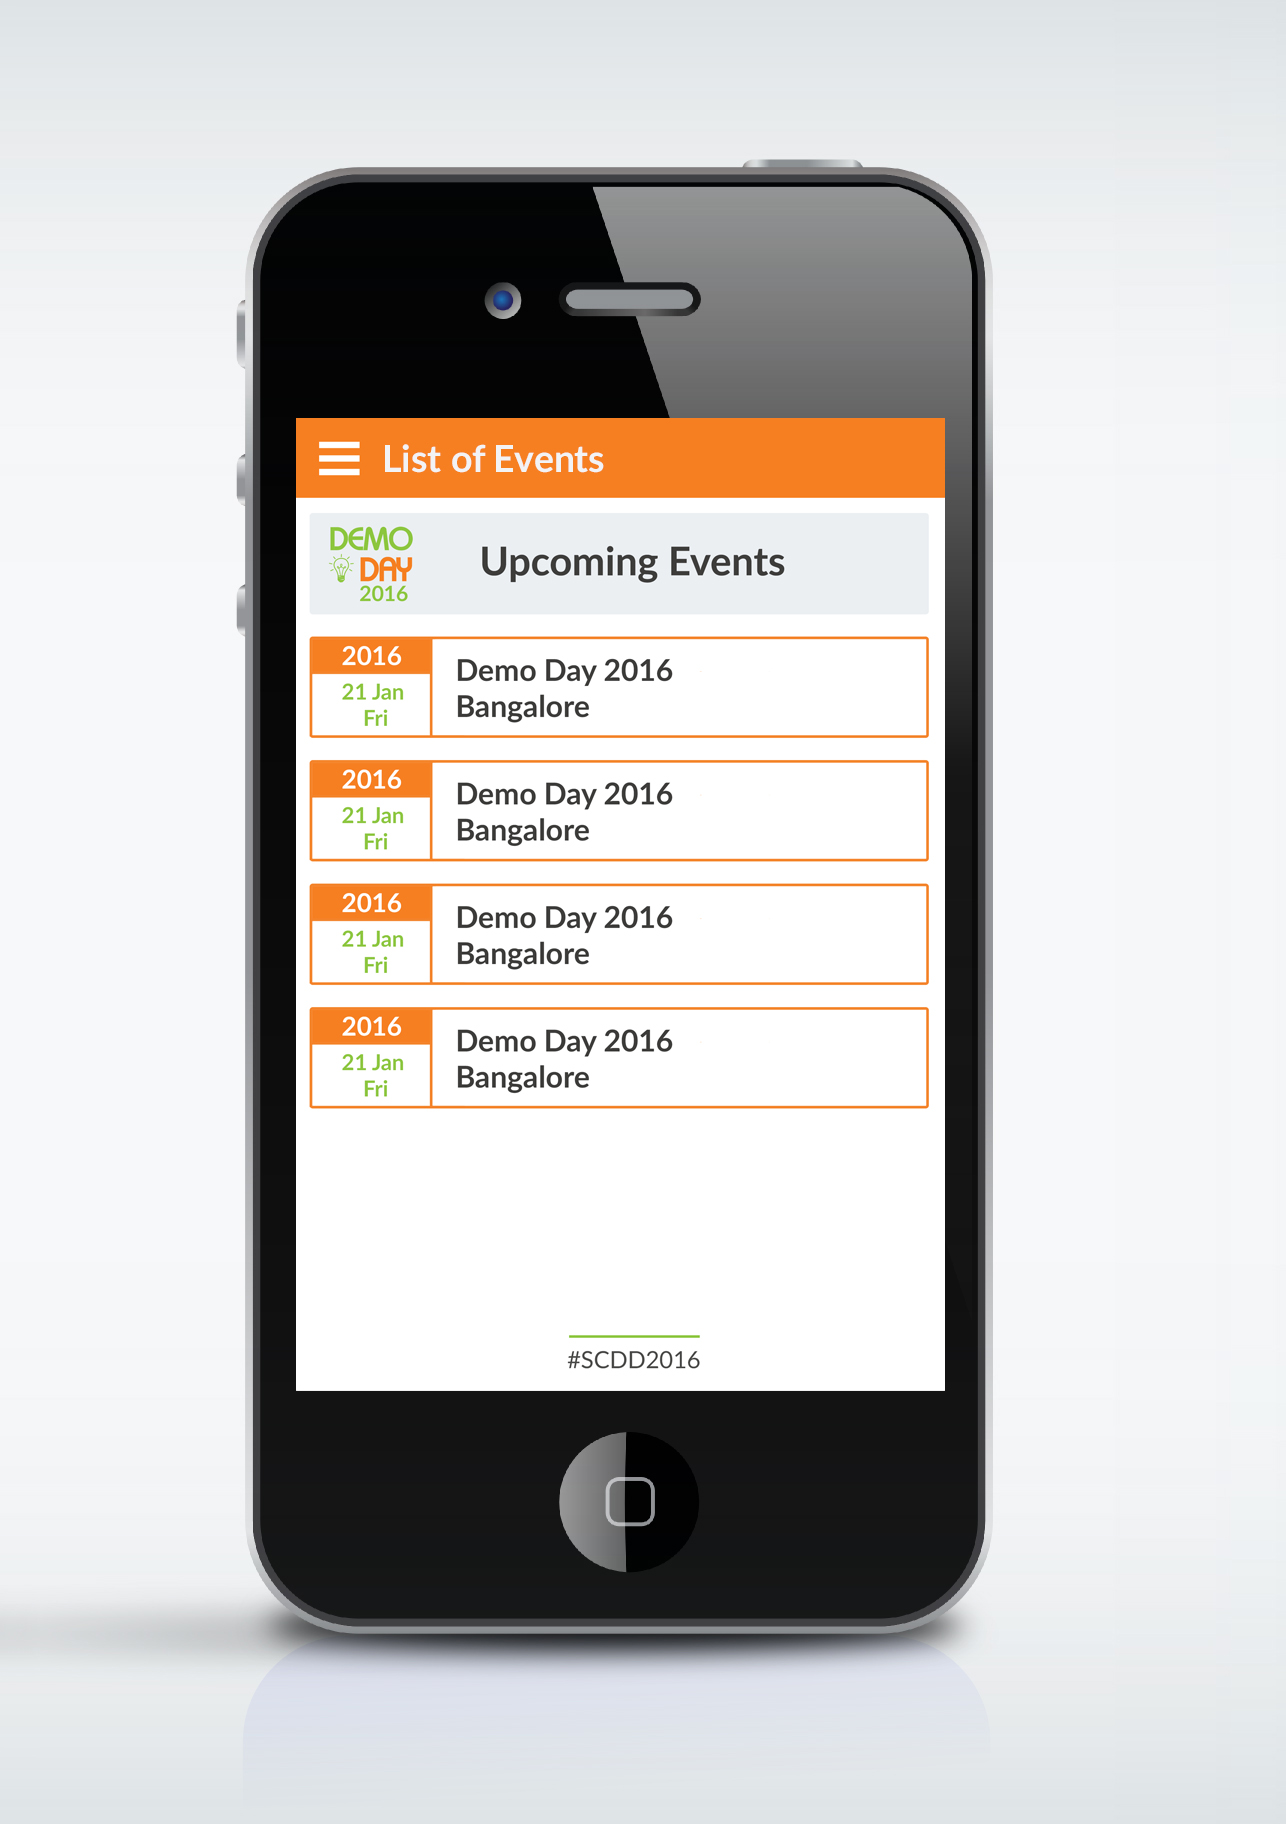 List of Events
DEMO
DAY
2016
Upcoming Events
2016
21 Jan
Fri
Demo Day 2016
Bangalore
2016
21 Jan
Fri
Demo Day 2016
Bangalore
2016
21 Jan
Fri
Demo Day 2016
Bangalore
2016
21 Jan
Fri
Demo Day 2016
Bangalore
#SCDD2016